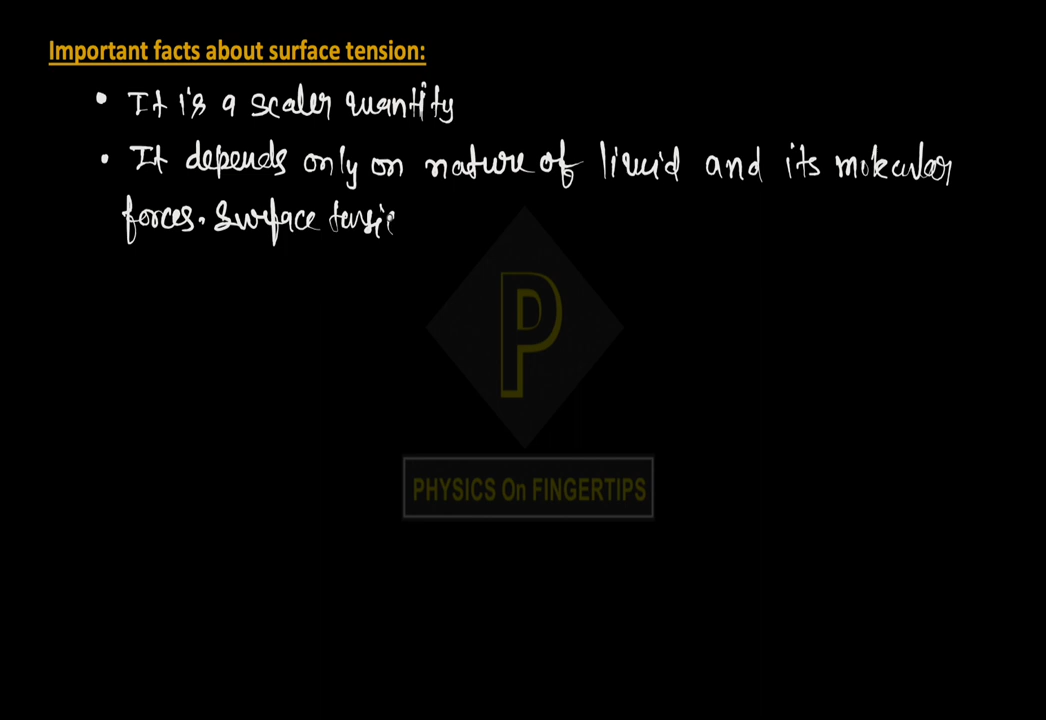 Important facts about surface tension:
• It is a scaler quantity
• It depends only on nature of liquid and its molecular
forces. Surface tensi
P
PHYSICS On FINGERTIPS